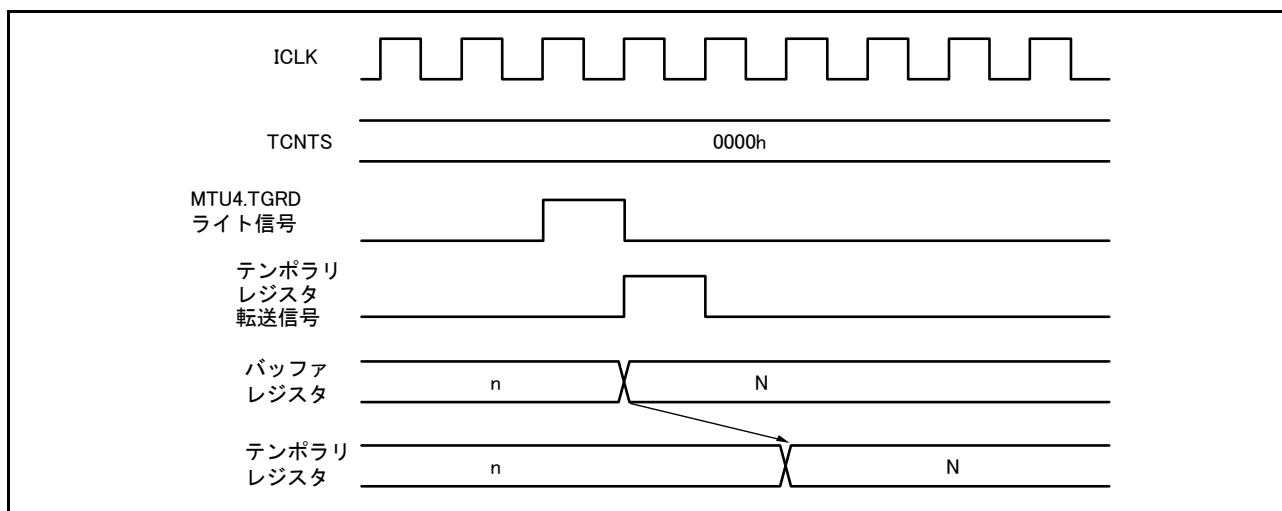 ICLK
TCNTS
0000h
MTU4.TGRD
ライト信号
テンポラリ
レジスタ
転送信号
バッファ
レジスタ
n
N
テンポラリ
レジスタ
n
N